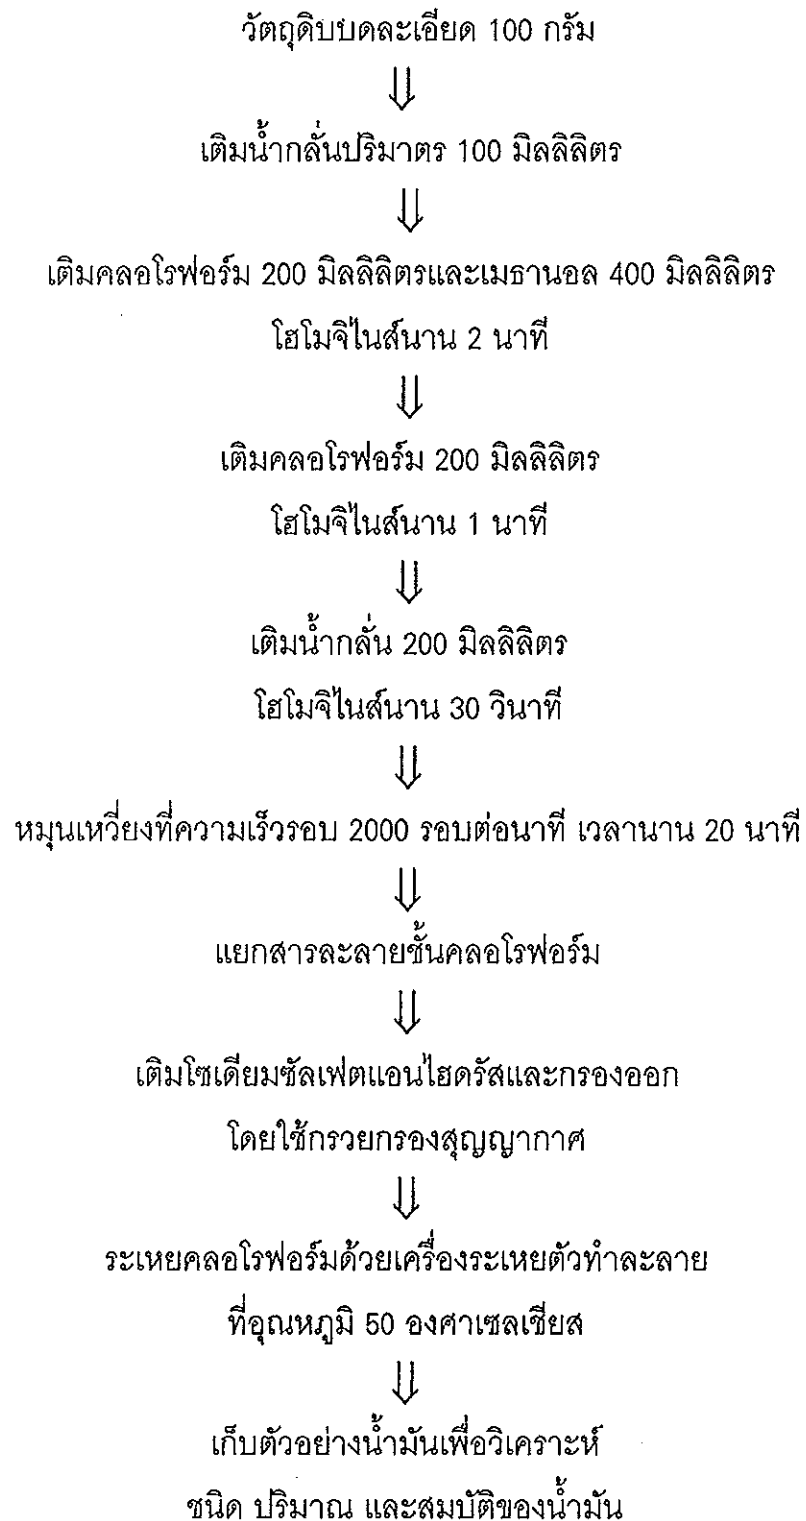 วัตถุดิบบดละเอียด 100 กรัม
⇓
เติมน้ำกลั่นปริมาตร 100 มิลลิลิตร
⇓
เติมคลอโรฟอร์ม 200 มิลลิลิตรและเมธานอล 400 มิลลิลิตร
โฮโมจิไนส์นาน 2 นาที
⇓
เติมคลอโรฟอร์ม 200 มิลลิลิตร
โฮโมจิไนส์นาน 1 นาที
⇓
เติมน้ำกลั่น 200 มิลลิลิตร
โฮโมจิไนส์นาน 30 วินาที
⇓
หมุนเหวี่ยงที่ความเร็วรอบ 2000 รอบต่อนาที เวลานาน 20 นาที
⇓
แยกสารละลายชั้นคลอโรฟอร์ม
⇓
เติมโซเดียมซัลเฟตแอนไฮดรัสและกรองออก
โดยใช้กรวยกรองสุญญากาศ
⇓
ระเหยคลอโรฟอร์มด้วยเครื่องระเหยตัวทำละลาย
ที่อุณหภูมิ 50 องศาเซลเซียส
⇓
เก็บตัวอย่างน้ำมันเพื่อวิเคราะห์
ชนิด ปริมาณ และสมบัติของน้ำมัน